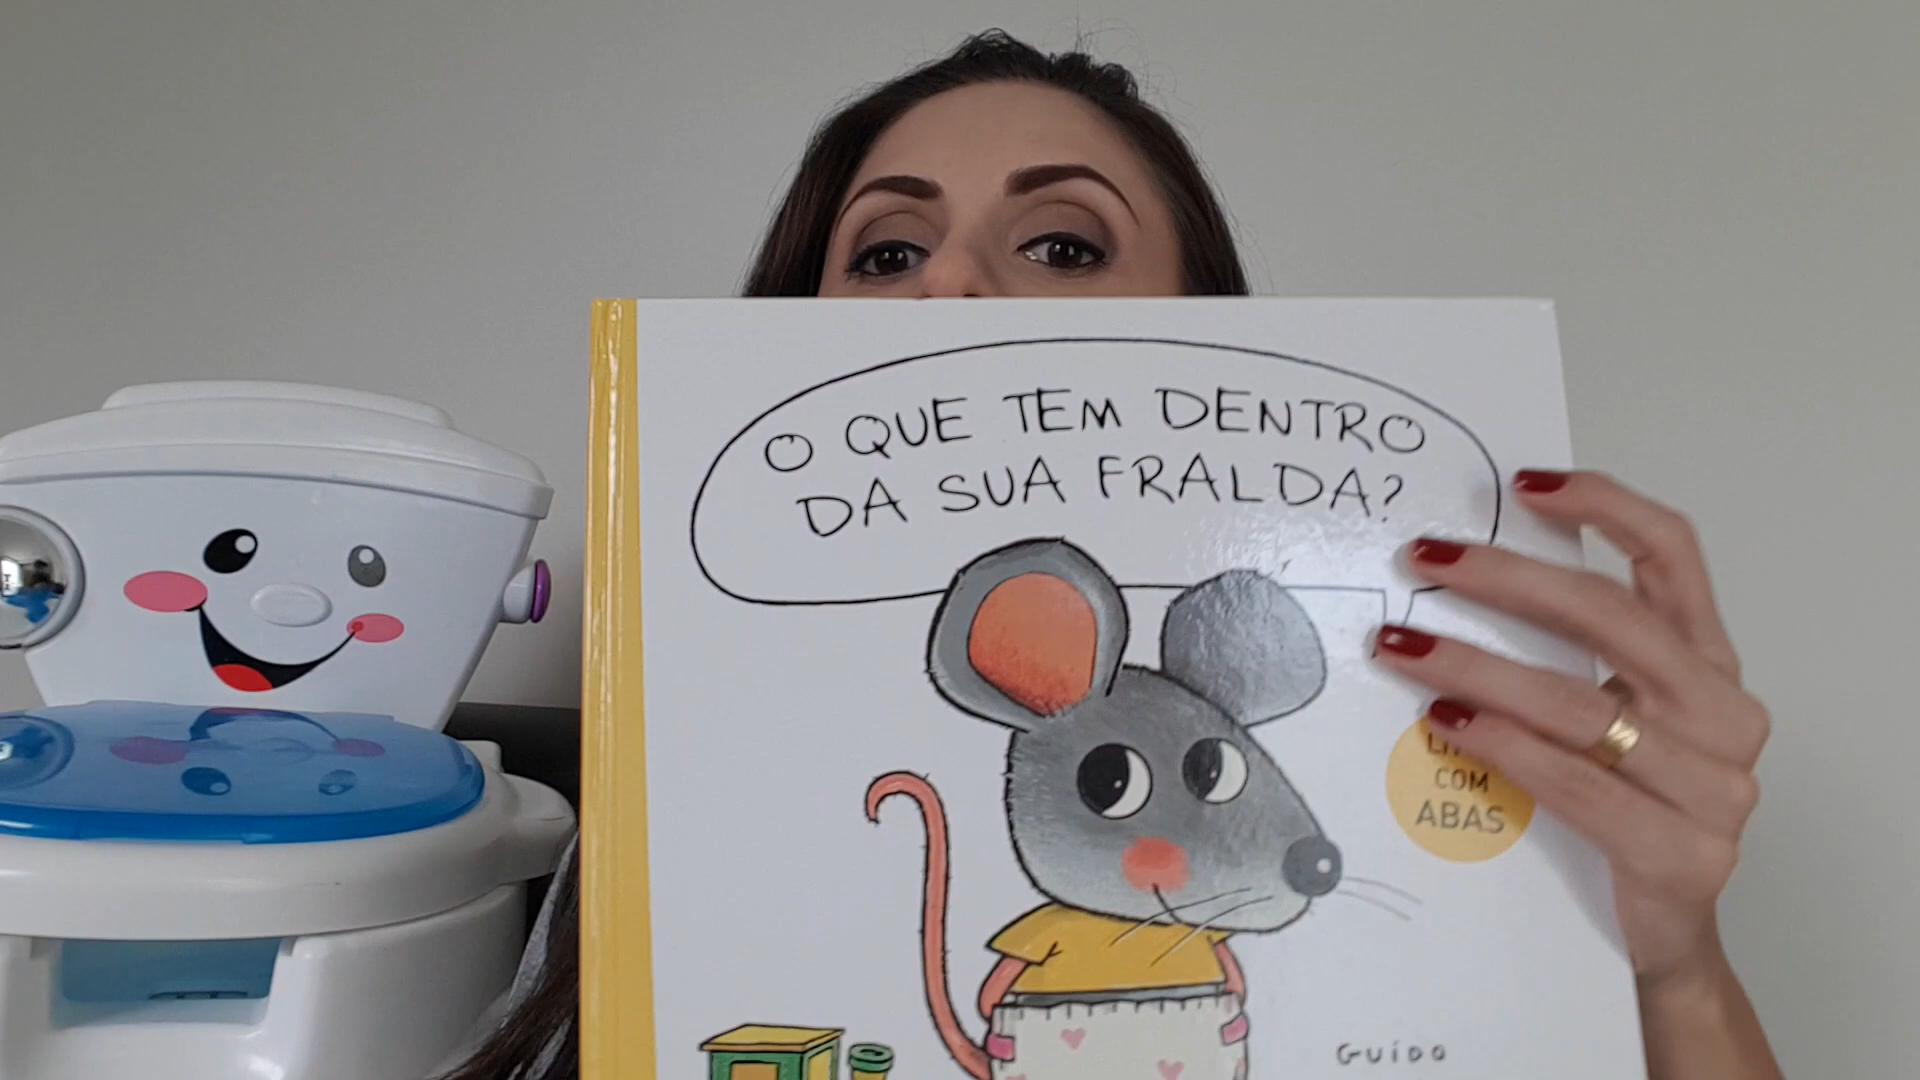 O QUE TEM DENTRO
DA SUA FRALDA?
COM
ABAS
GUIDO